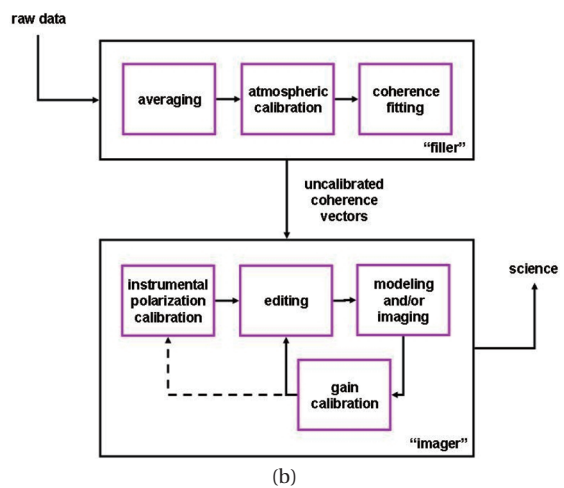 raw data
averaging
atmospheric
calibration
coherence
fitting
“filler”
uncalibrated
coherence
vectors
instrumental
polarization
calibration
editing
modeling
and/or
imaging
science
gain
calibration
“imager”
(b)